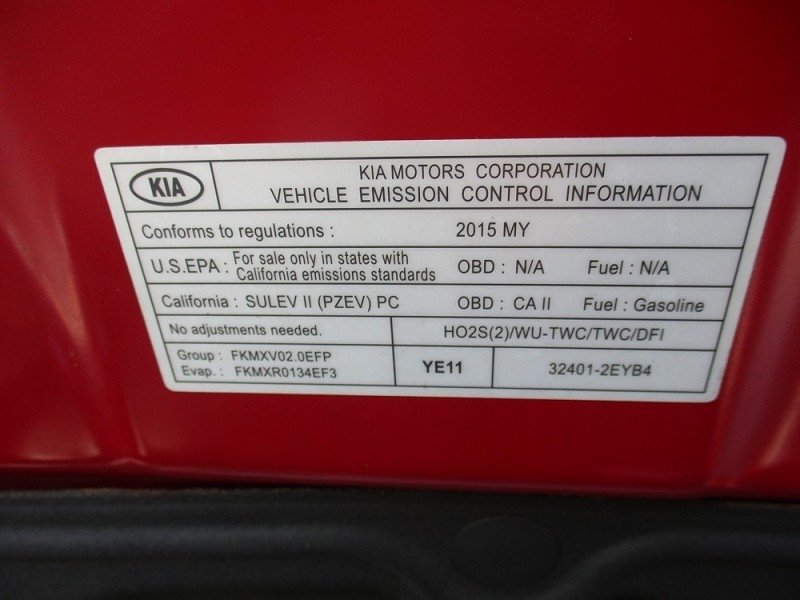 KIA
KIA MOTORS CORPORATION
VEHICLE EMISSION CONTROL INFORMATION
Conforms to regulations : 2015 MY
U.S.EPA : For sale only in states with California emissions standards OBD : N/A Fuel : N/A
California : SULEV II (PZEV) PC OBD : CA II Fuel : Gasoline
No adjustments needed. HO2S(2)/WU-TWC/TWC/DFI
Group : FKMXV02.0EFP
Evap. : FKMXR0134EF3
YE11 32401-2EYB4